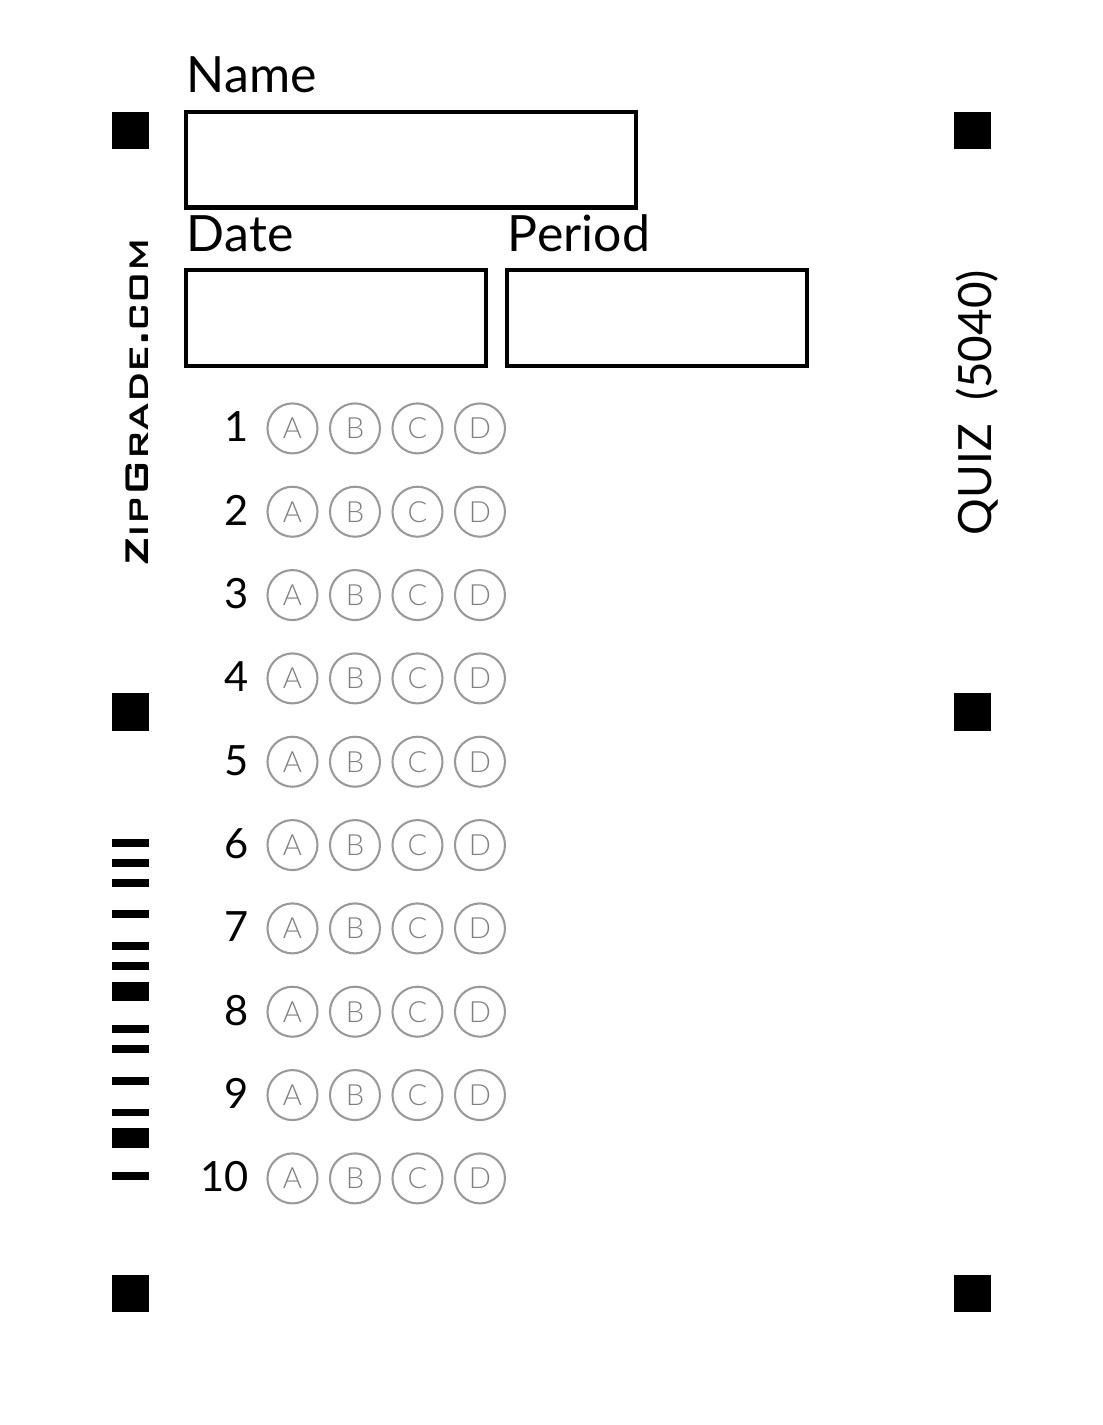 Name
Date Period
ZIPGRADE.COM
QUIZ (5040)
1 A B C D
2 A B C D
3 A B C D
4 A B C D
5 A B C D
6 A B C D
7 A B C D
8 A B C D
9 A B C D
10 A B C D